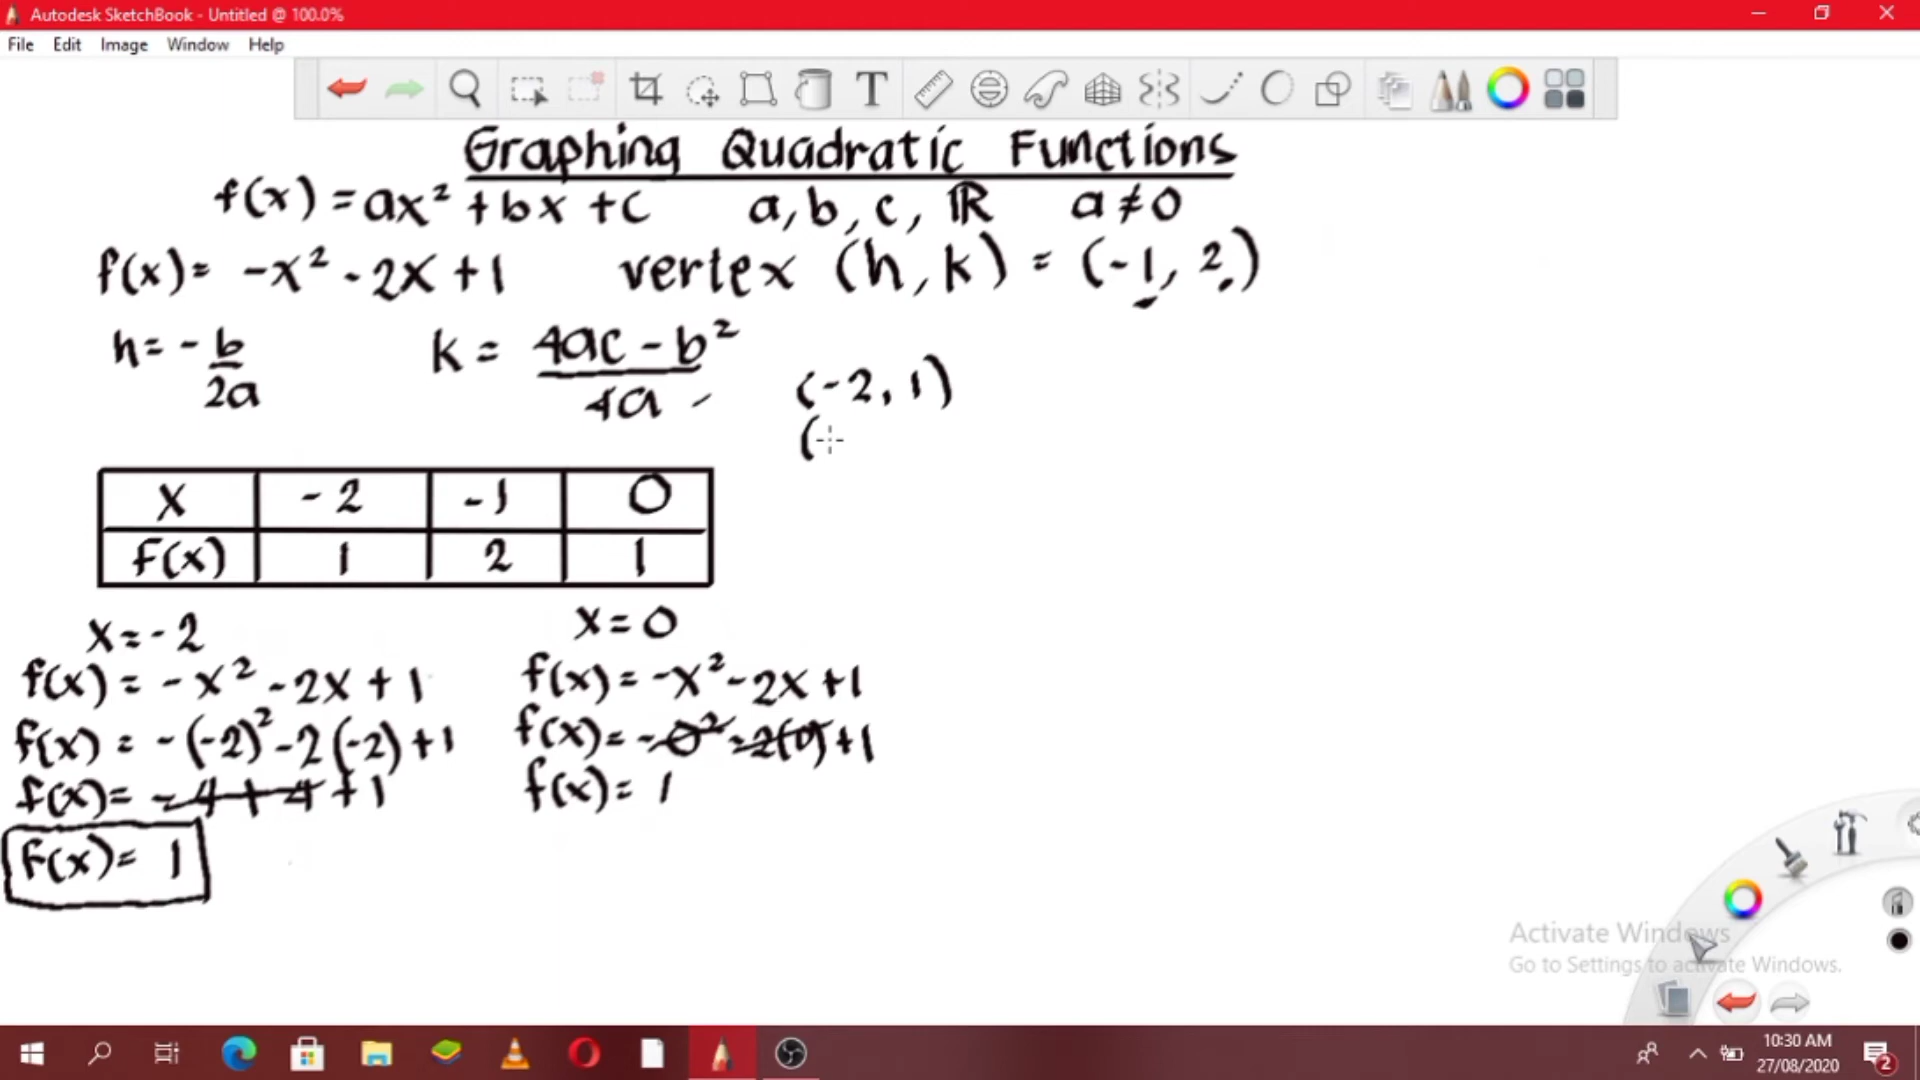 Autodesk SketchBook - Untitled @ 100.0%
File Edit Image Window Help
Graphing Quadratic Functions
f(x) = ax² + bx + c a, b, c, ℝ a ≠ 0
f(x) = -x² - 2x + 1 vertex (h, k) = (-1, 2)
h = - b/2a k = 4ac - b²/4a
(-2, 1)
(
X -2 -1 0
F(x) 1 2 1
x = -2
f(x) = -x² - 2x + 1
f(x) = -(-2)² - 2(-2) + 1
f(x) = -4 + 4 + 1
F(x) = 1
x = 0
f(x) = -x² - 2x + 1
f(x) = -0² - 2(0) + 1
f(x) = 1
Activate Windows
Go to Settings to activate Windows.
10:30 AM
27/08/2020
2